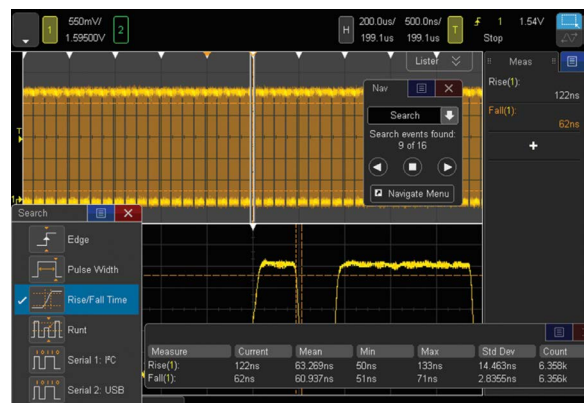 1 550mV/ 2 H 200.0us/ 500.0ns/ T 1 1.54V
1.59500V 199.1us 199.1us Stop
Lister
Meas
Nav
Rise(1):
122ns
Search
Fall(1):
62ns
Search events found:
9 of 16
+
T
Navigate Menu
Search
Edge
Pulse Width
Rise/Fall Time
Runt
Serial 1: I²C
Serial 2: USB
Measure Current Mean Min Max Std Dev Count
Rise(1): 122ns 63.269ns 50ns 133ns 14.463ns 6.358k
Fall(1): 62ns 60.937ns 51ns 71ns 2.8355ns 6.356k